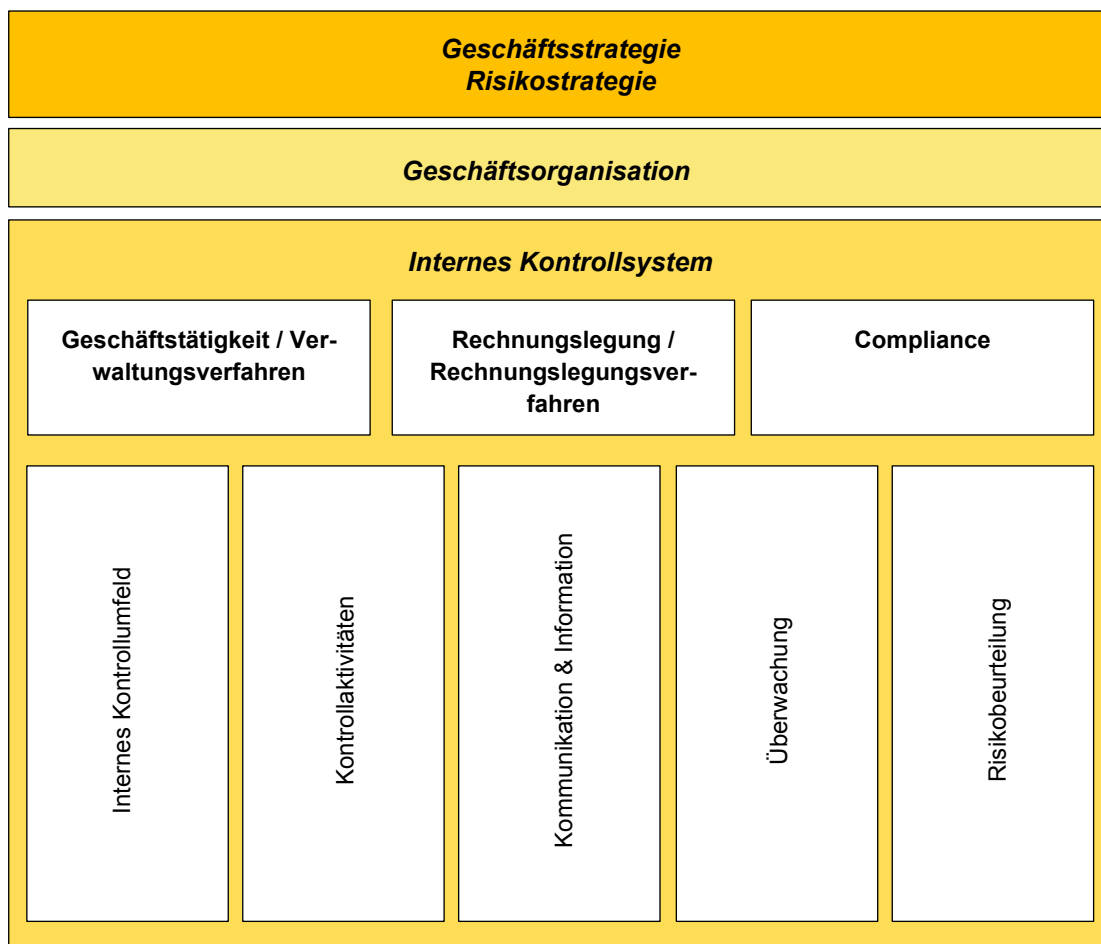 Geschäftsstrategie
Risikostrategie
Geschäftsorganisation
Internes Kontrollsystem
Geschäftstätigkeit / Ver-
waltungsverfahren
Rechnungslegung /
Rechnungslegungsver-
fahren
Compliance
Internes Kontrollumfeld
Kontrollaktivitäten
Kommunikation & Information
Überwachung
Risikobeurteilung